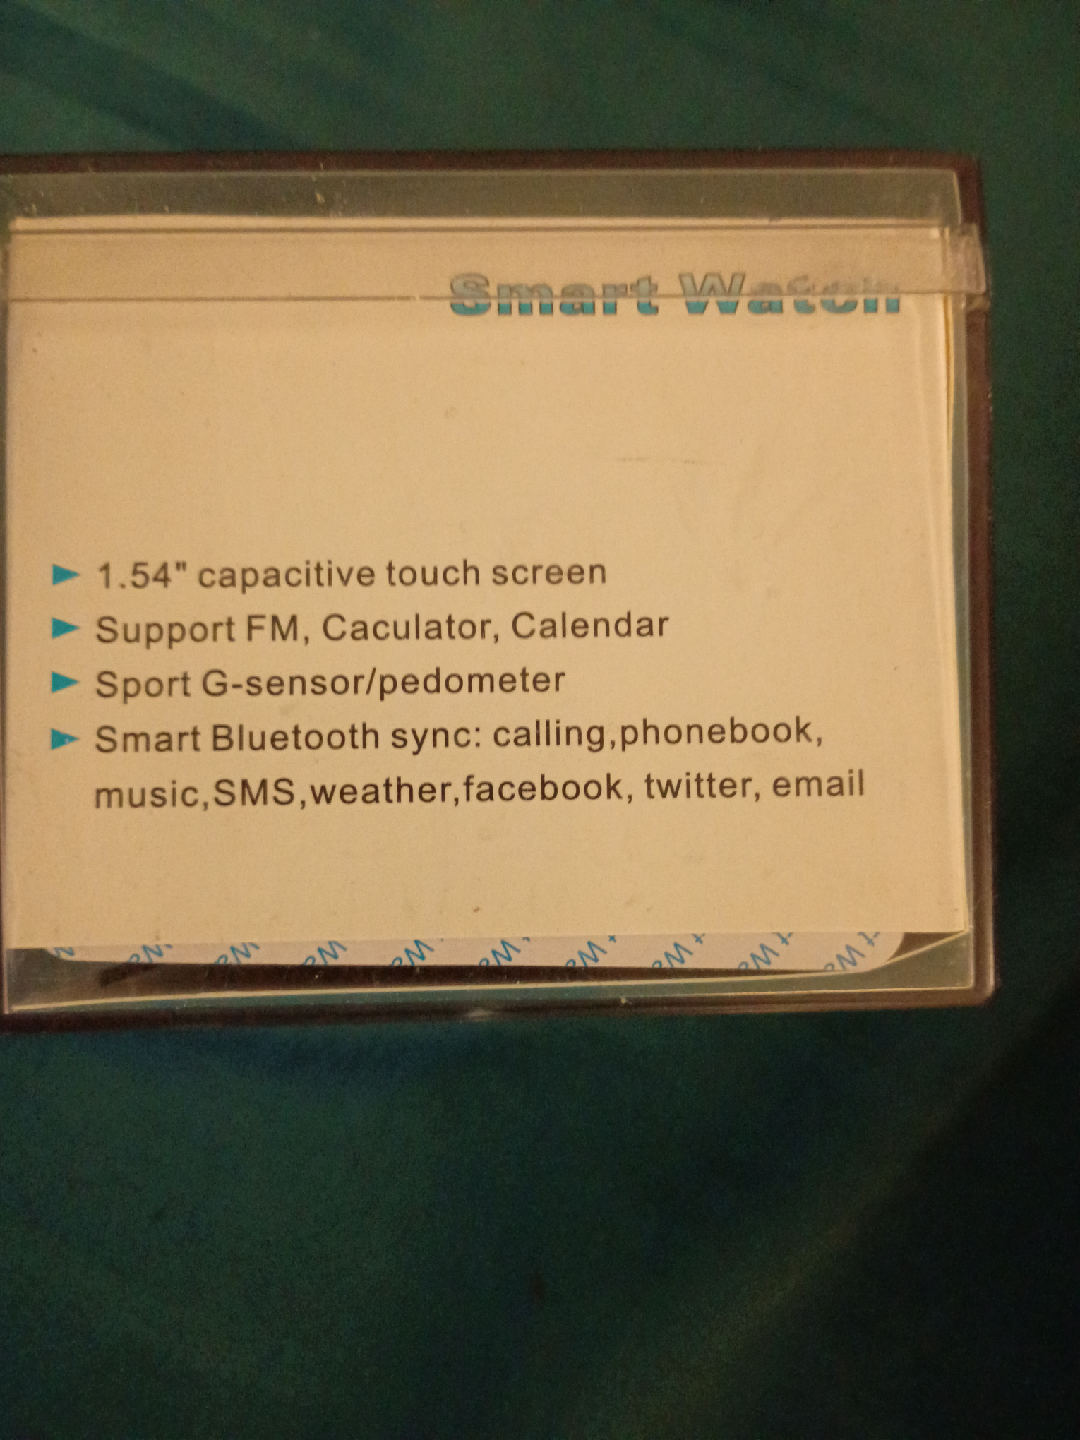 Smart Watch
1.54" capacitive touch screen
Support FM, Caculator, Calendar
Sport G-sensor/pedometer
Smart Bluetooth sync: calling,phonebook,
music,SMS,weather,facebook, twitter, email